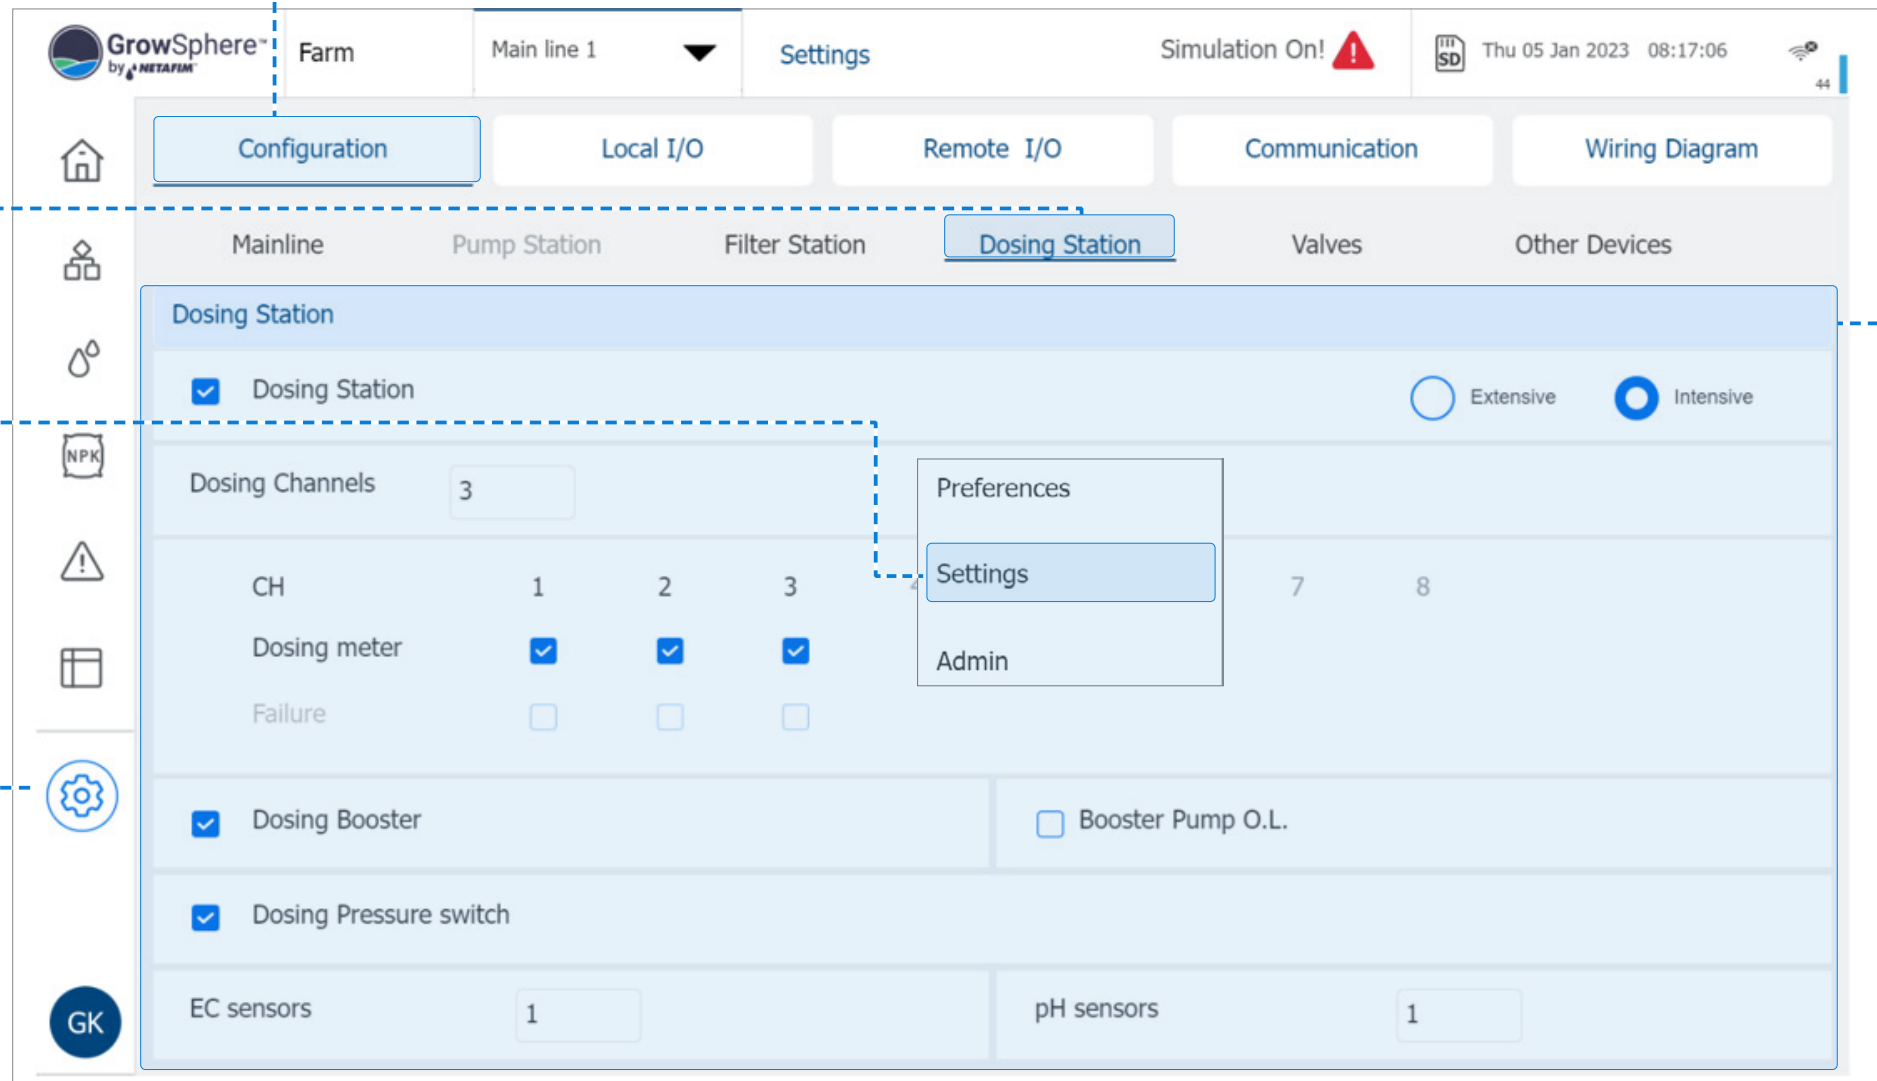 GrowSphere™ Farm Main line 1 Settings Simulation On! SD Thu 05 Jan 2023 08:17:06
by NETAFIM™ 44
Configuration Local I/O Remote I/O Communication Wiring Diagram
Mainline Pump Station Filter Station Dosing Station Valves Other Devices
Dosing Station
Dosing Station Extensive Intensive
NPK
Dosing Channels 3
Preferences
Settings
Admin
CH 1 2 3 4 7 8
Dosing meter
Failure
Dosing Booster Booster Pump O.L.
Dosing Pressure switch
EC sensors 1 pH sensors 1
GK